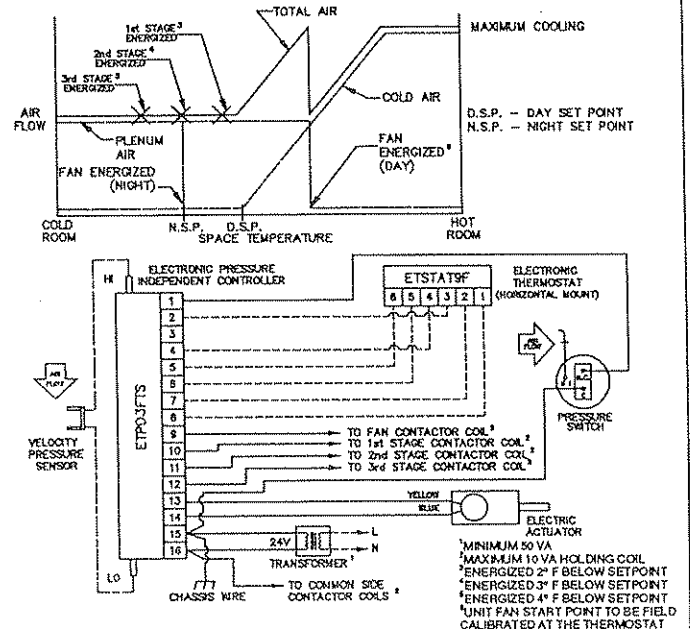 TOTAL AIR
1st STAGE³
ENERGIZED
2nd STAGE⁴
ENERGIZED
3rd STAGE⁵
ENERGIZED
MAXIMUM COOLING
COLD AIR
AIR
FLOW
PLENUM
AIR
FAN ENERGIZED
(NIGHT)
FAN
ENERGIZED⁶
(DAY)
D.S.P. – DAY SET POINT
N.S.P. – NIGHT SET POINT
COLD
ROOM
N.S.P.
D.S.P.
SPACE TEMPERATURE
HOT
ROOM
HI
ELECTRONIC PRESSURE
INDEPENDENT CONTROLLER
ETSTAT9F
6 5 4 3 2 1
ELECTRONIC
THERMOSTAT
(HORIZONTAL MOUNT)
AIR
FLOW
VELOCITY
PRESSURE
SENSOR
ETP03FTS
1
2
3
4
5
6
7
8
9
10
11
12
13
14
15
16
AIR
FLOW
PRESSURE
SWITCH
TO FAN CONTACTOR COIL²
TO 1st STAGE CONTACTOR COIL²
TO 2nd STAGE CONTACTOR COIL²
TO 3rd STAGE CONTACTOR COIL²
YELLOW
BLUE
ELECTRIC
ACTUATOR
24V
L
N
TRANSFORMER¹
LO
CHASSIS WIRE
TO COMMON SIDE
CONTACTOR COILS²
¹MINIMUM 50 VA
²MAXIMUM 10 VA HOLDING COIL
³ENERGIZED 2° F BELOW SETPOINT
⁴ENERGIZED 3° F BELOW SETPOINT
⁵ENERGIZED 4° F BELOW SETPOINT
⁶UNIT FAN START POINT TO BE FIELD
CALIBRATED AT THE THERMOSTAT